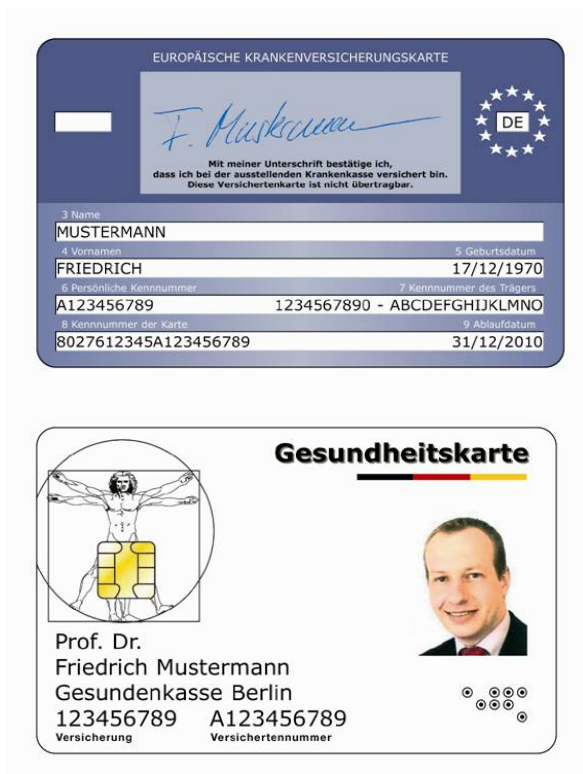 EUROPÄISCHE KRANKENVERSICHERUNGSKARTE
F. Mustermann
DE
Mit meiner Unterschrift bestätige ich,
dass ich bei der ausstellenden Krankenkasse versichert bin.
Diese Versichertenkarte ist nicht übertragbar.
3 Name
MUSTERMANN
4 Vornamen 5 Geburtsdatum
FRIEDRICH 17/12/1970
6 Persönliche Kennnummer 7 Kennnummer des Trägers
A123456789 1234567890 - ABCDEFGHIJKLMNO
8 Kennnummer der Karte 9 Ablaufdatum
8027612345A123456789 31/12/2010
Gesundheitskarte
Prof. Dr.
Friedrich Mustermann
Gesundenkasse Berlin
123456789 A123456789
Versicherung Versichertennummer